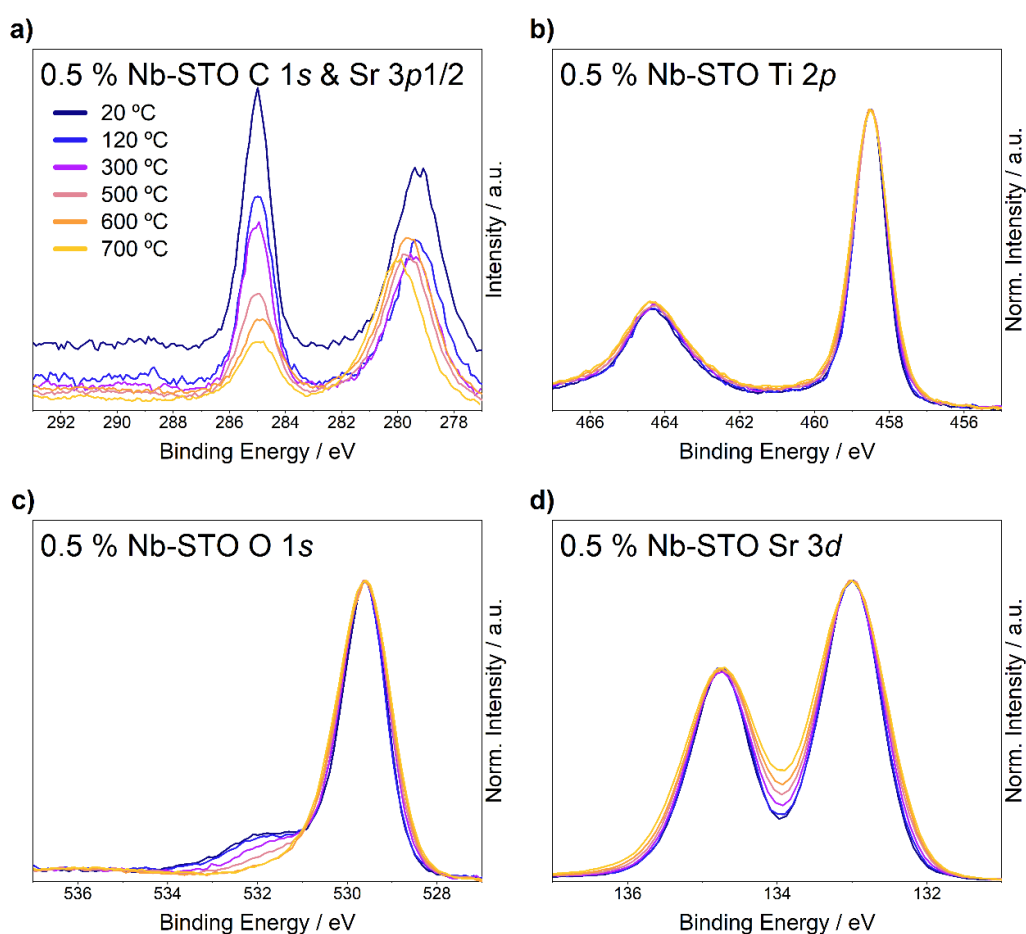 a)
0.5 % Nb-STO C 1s & Sr 3p1/2
20 ºC
120 ºC
300 ºC
500 ºC
600 ºC
700 ºC
Intensity / a.u.
292 290 288 286 284 282 280 278
Binding Energy / eV
b)
0.5 % Nb-STO Ti 2p
Norm. Intensity / a.u.
466 464 462 460 458 456
Binding Energy / eV
c)
0.5 % Nb-STO O 1s
Norm. Intensity / a.u.
536 534 532 530 528
Binding Energy / eV
d)
0.5 % Nb-STO Sr 3d
Norm. Intensity / a.u.
136 134 132
Binding Energy / eV